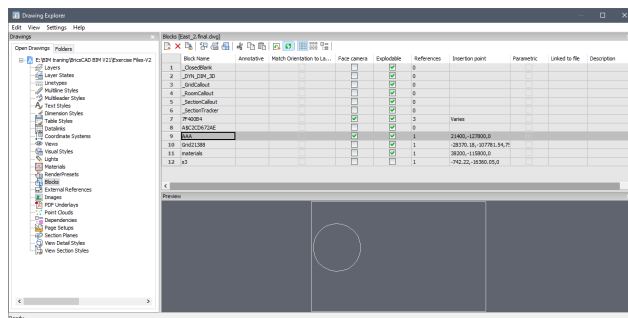 Drawing Explorer
Edit View Settings Help
Drawings
Open Drawings Folders
E:\BIM training\BricsCAD BIM V21\Exercise Files-V2
Layers
Layer States
Linetypes
Multiline Styles
Multileader Styles
Text Styles
Dimension Styles
Table Styles
Datalinks
Coordinate Systems
Views
Visual Styles
Lights
Materials
RenderPresets
Blocks
External References
Images
PDF Underlays
Point Clouds
Dependencies
Page Setups
Section Planes
View Detail Styles
View Section Styles
Blocks [East_2.final.dwg]
Block Name Annotative Match Orientation to La... Face camera Explodable References Insertion point Parametric Linked to file Description
1 _ClosedBlank 0
2 _DYN_DIM_3D 0
3 _GridCallout 0
4 _RoomCallout 0
5 _SectionCallout 0
6 _SectionTracker 0
7 7F400B4 3 Varies
8 A$C2CD672AE 0
9 AAA 1 21400,-127800,0
10 Grid21388 1 -28370.18,-107781.54,75
11 materials 1 39200,-115900,0
12 s3 1 -742.22,-16360.05,0
Preview
Ready